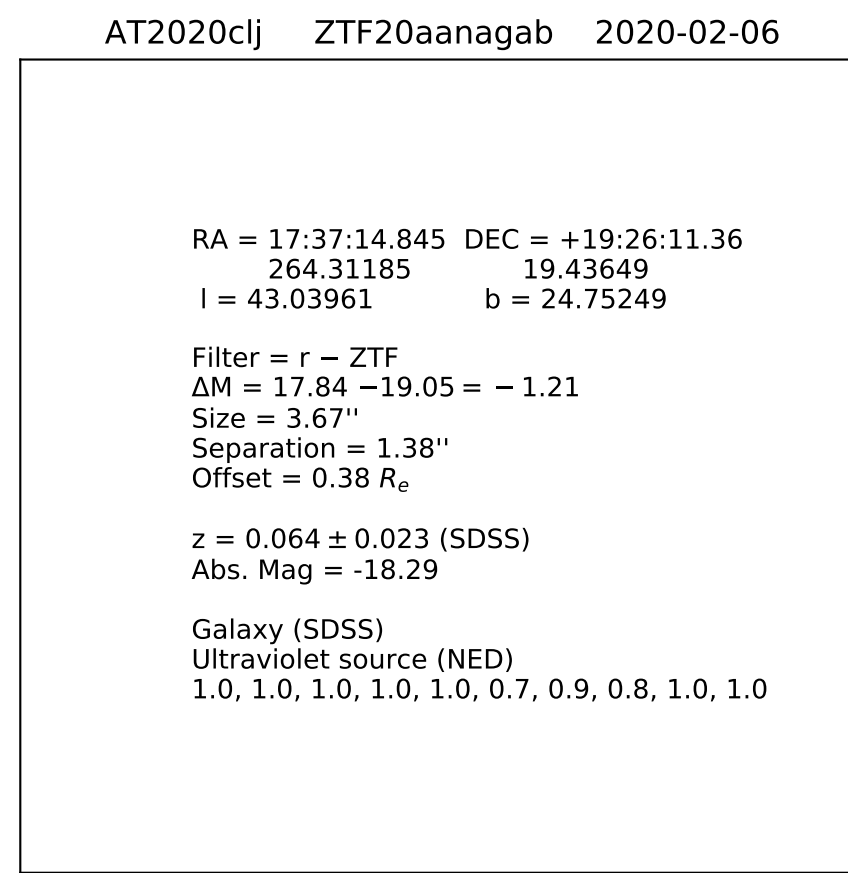 AT2020clj ZTF20aanagab 2020-02-06
RA = 17:37:14.845 DEC = +19:26:11.36
264.31185 19.43649
l = 43.03961 b = 24.75249
Filter = r − ZTF
ΔM = 17.84 −19.05 = − 1.21
Size = 3.67''
Separation = 1.38''
Offset = 0.38 Re
z = 0.064 ± 0.023 (SDSS)
Abs. Mag = -18.29
Galaxy (SDSS)
Ultraviolet source (NED)
1.0, 1.0, 1.0, 1.0, 1.0, 0.7, 0.9, 0.8, 1.0, 1.0